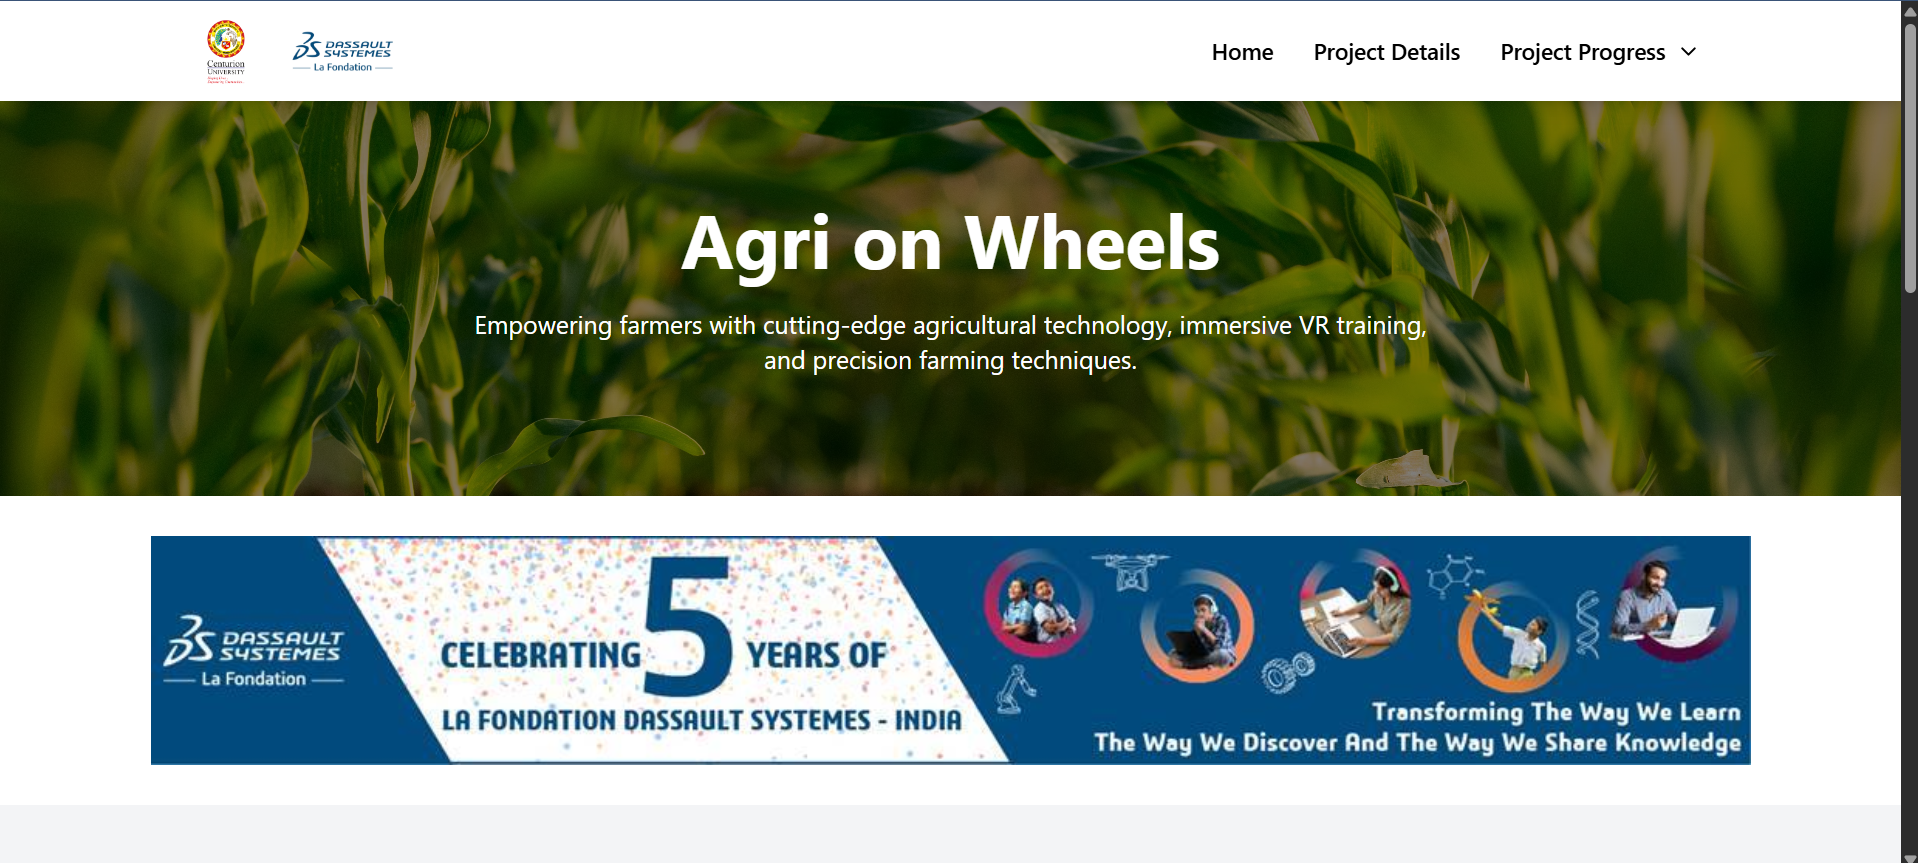 Centurion
UNIVERSITY
DASSAULT
SYSTEMES
La Fondation
Home
Project Details
Project Progress
Agri on Wheels
Empowering farmers with cutting-edge agricultural technology, immersive VR training,
and precision farming techniques.
DASSAULT
SYSTEMES
La Fondation
CELEBRATING 5 YEARS OF
LA FONDATION DASSAULT SYSTEMES - INDIA
Transforming The Way We Learn
The Way We Discover And The Way We Share Knowledge